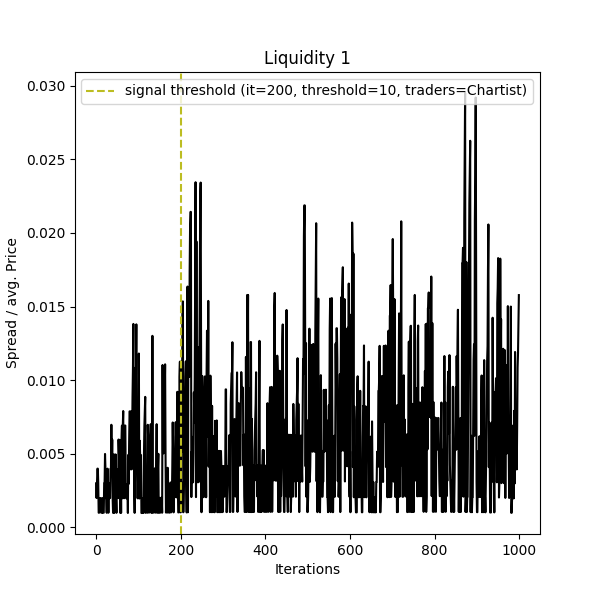 Liquidity 1
signal threshold (it=200, threshold=10, traders=Chartist)
0.030
0.025
0.020
0.015
0.010
0.005
0.000
Spread / avg. Price
0 200 400 600 800 1000
Iterations